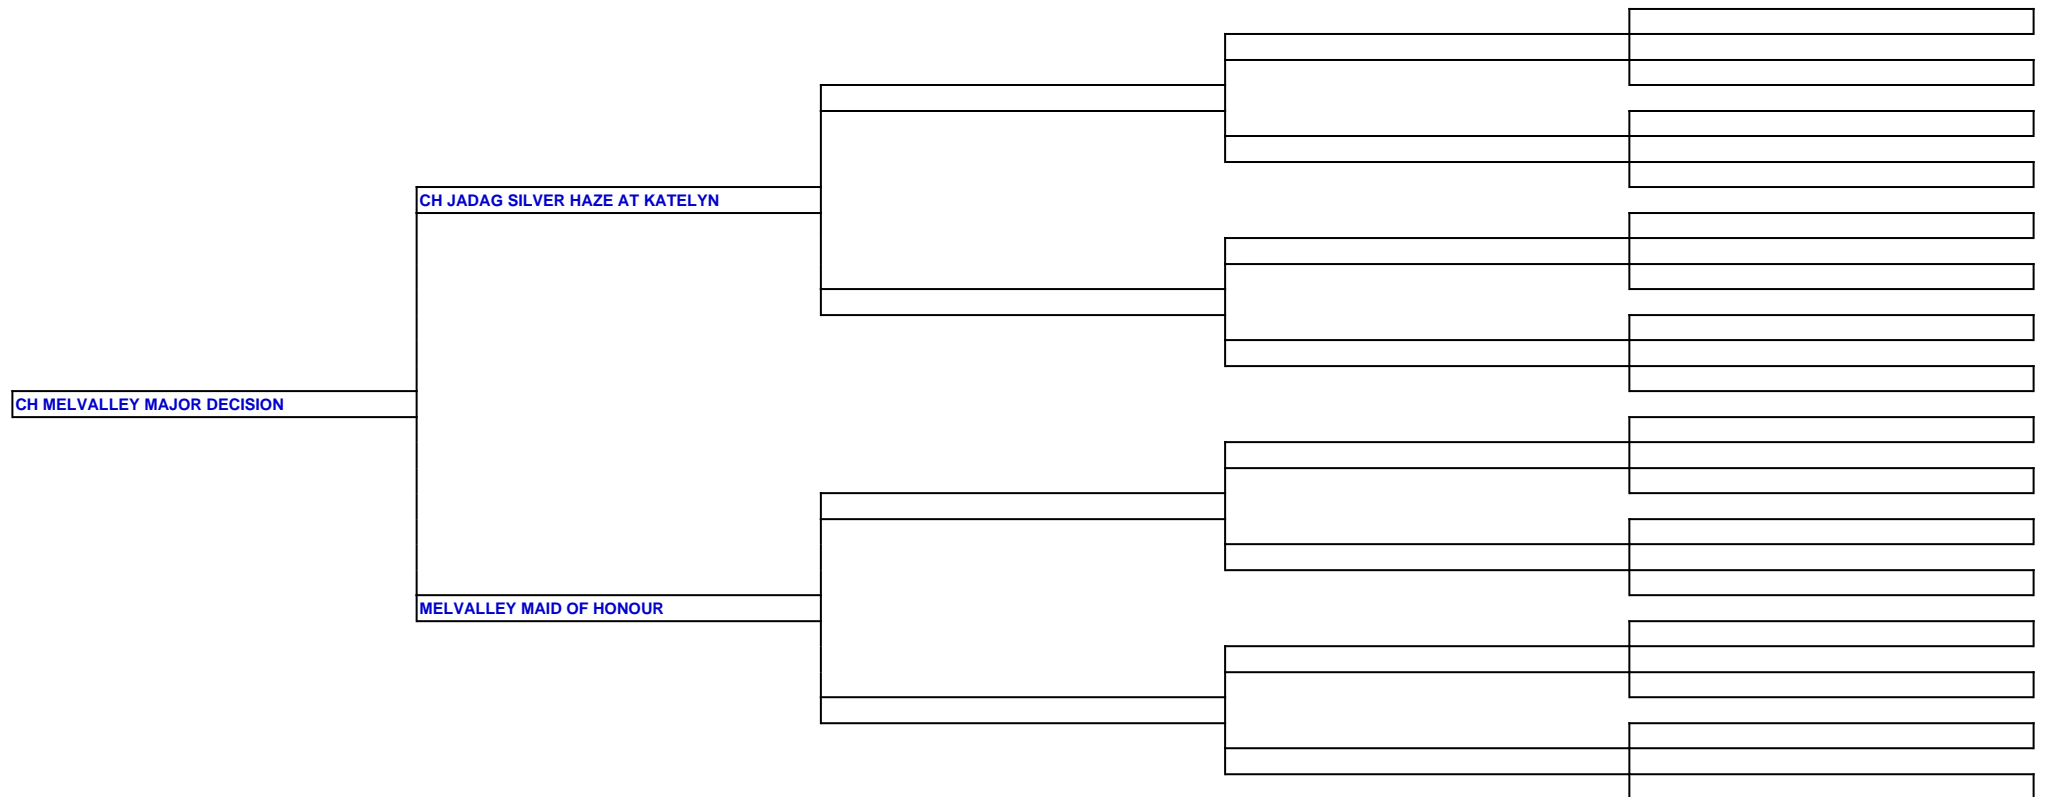 CH JADAG SILVER HAZE AT KATELYN
CH MELVALLEY MAJOR DECISION
MELVALLEY MAID OF HONOUR